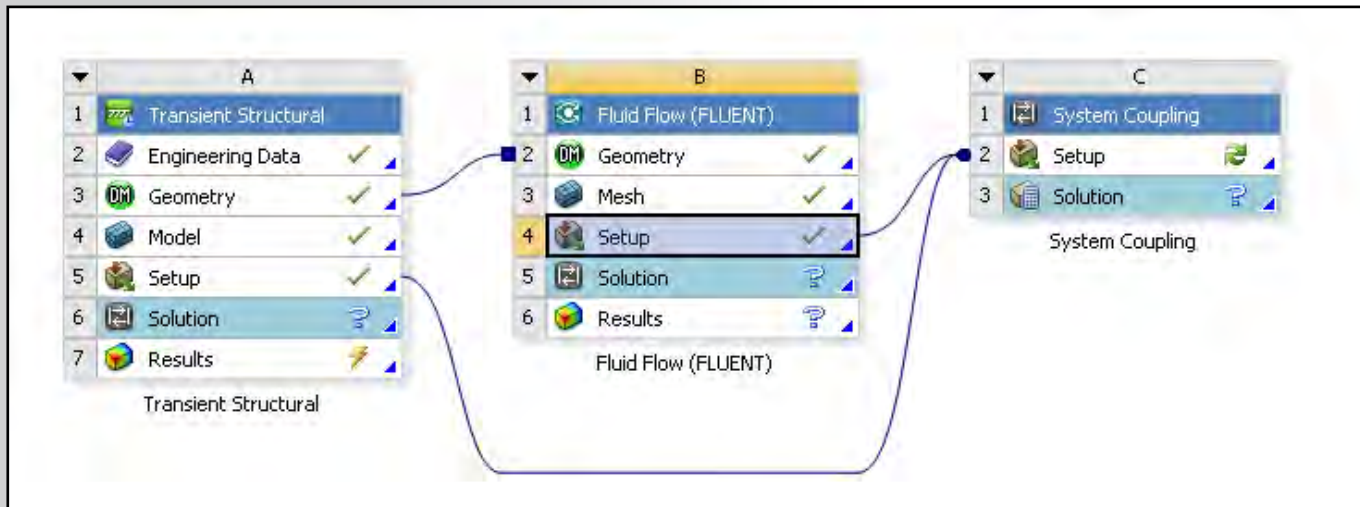 A
1 Transient Structural
2 Engineering Data
3 DM Geometry
4 Model
5 Setup
6 Solution
7 Results
Transient Structural
B
1 Fluid Flow (FLUENT)
2 DM Geometry
3 Mesh
4 Setup
5 Solution
6 Results
Fluid Flow (FLUENT)
C
1 System Coupling
2 Setup
3 Solution
System Coupling